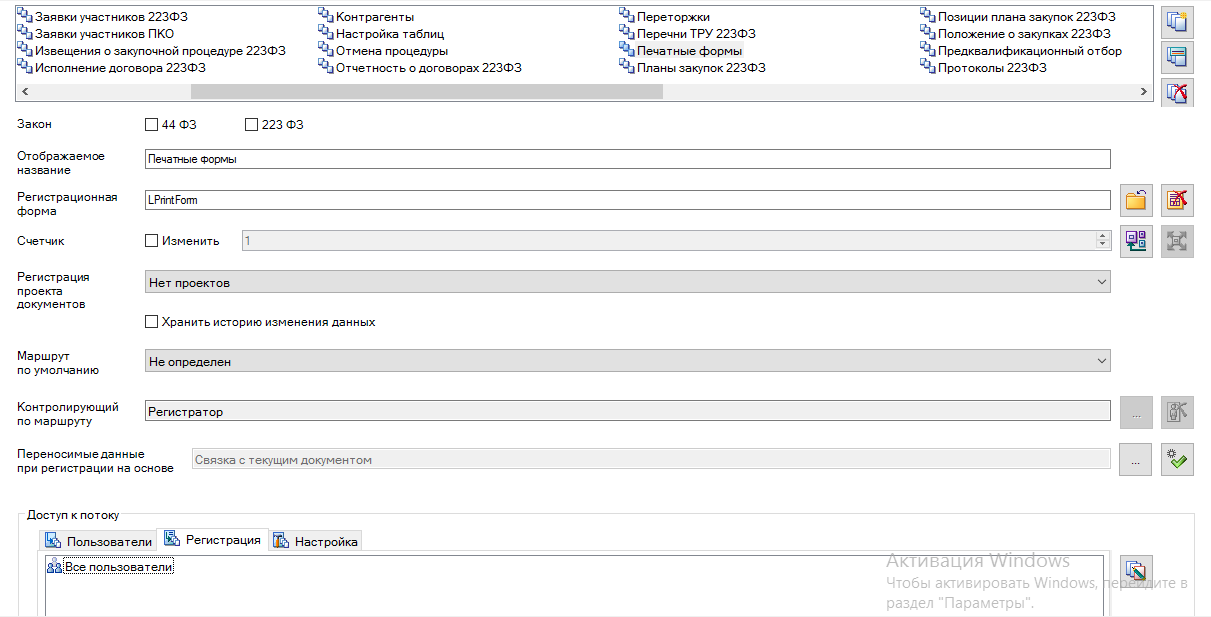 Заявки участников 223ФЗ
Контрагенты
Переторжки
Позиции плана закупок 223ФЗ
Заявки участников ПКО
Настройка таблиц
Перечни ТРУ 223ФЗ
Положение о закупках 223ФЗ
Извещения о закупочной процедуре 223ФЗ
Отмена процедуры
Печатные формы
Предквалификационный отбор
Исполнение договора 223ФЗ
Отчетность о договорах 223ФЗ
Планы закупок 223ФЗ
Протоколы 223ФЗ
Закон
44 ФЗ
223 ФЗ
Отображаемое
название
Печатные формы
Регистрационная
форма
LPrintForm
Счетчик
Изменить
1
Регистрация
проекта
документов
Нет проектов
Хранить историю изменения данных
Маршрут
по умолчанию
Не определен
Контролирующий
по маршруту
Регистратор
...
Переносимые данные
при регистрации на основе
Связка с текущим документом
...
Доступ к потоку
Пользователи
Регистрация
Настройка
Все пользователи
Активация Windows
Чтобы активировать Windows, перейдите в
раздел "Параметры".